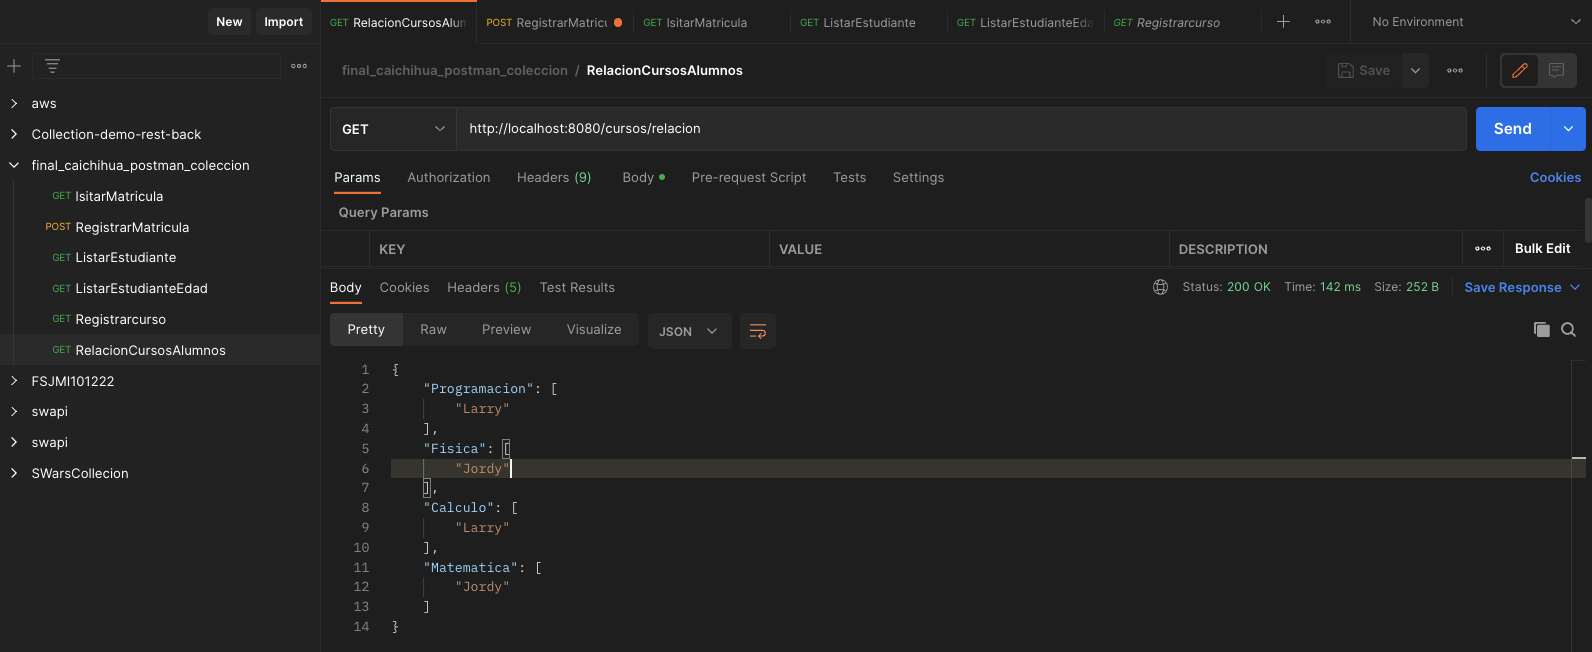 New Import
GET RelacionCursosAlun
POST RegistrarMatricu
GET lsitarMatricula
GET ListarEstudiante
GET ListarEstudianteEda
GET Registrarcurso
No Environment
final_caichihua_postman_coleccion / RelacionCursosAlumnos
Save
aws
Collection-demo-rest-back
final_caichihua_postman_coleccion
GET lsitarMatricula
POST RegistrarMatricula
GET ListarEstudiante
GET ListarEstudianteEdad
GET Registrarcurso
GET RelacionCursosAlumnos
FSJMI101222
swapi
swapi
SWarsCollecion
GET http://localhost:8080/cursos/relacion Send
Params Authorization Headers (9) Body Pre-request Script Tests Settings Cookies
Query Params
KEY VALUE DESCRIPTION Bulk Edit
Body Cookies Headers (5) Test Results Status: 200 OK Time: 142 ms Size: 252 B Save Response
Pretty Raw Preview Visualize JSON
1 {
2 "Programacion": [
3 "Larry"
4 ],
5 "Fisica": [
6 "Jordy"
7 ],
8 "Calculo": [
9 "Larry"
10 ],
11 "Matematica": [
12 "Jordy"
13 ]
14 }